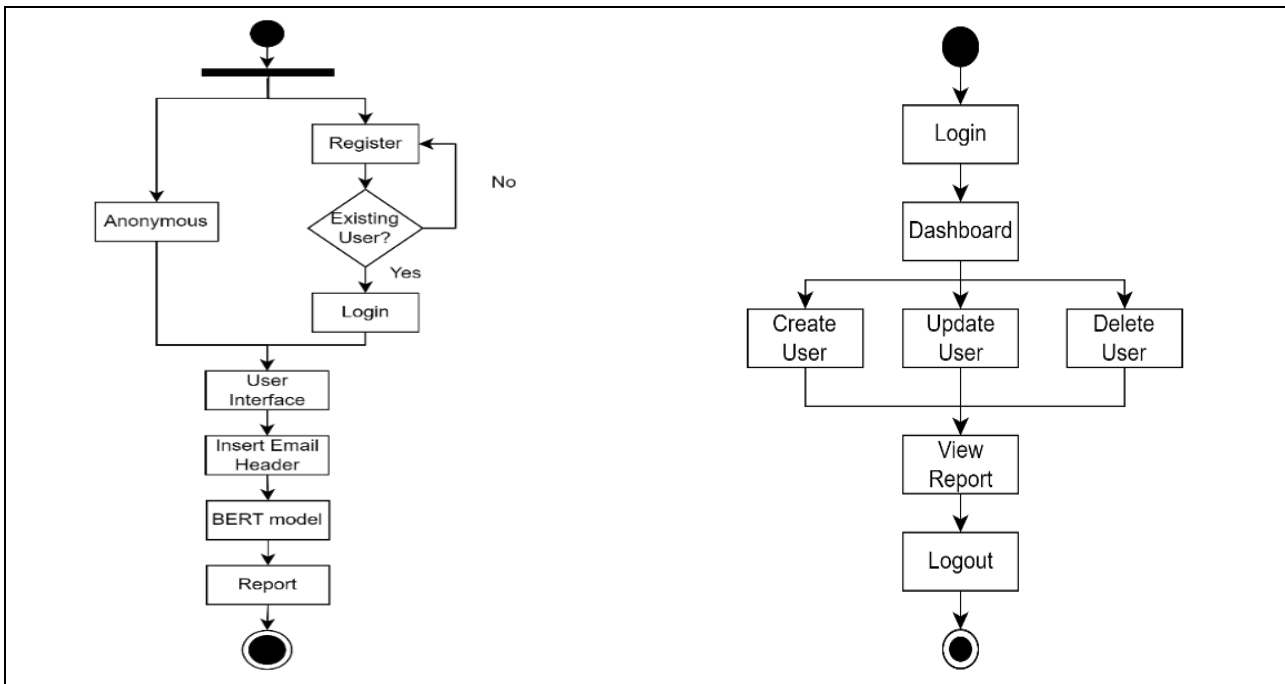 Register
No
Anonymous
Existing
User?
Yes
Login
User
Interface
Insert Email
Header
BERT model
Report
Login
Dashboard
Create
User
Update
User
Delete
User
View
Report
Logout